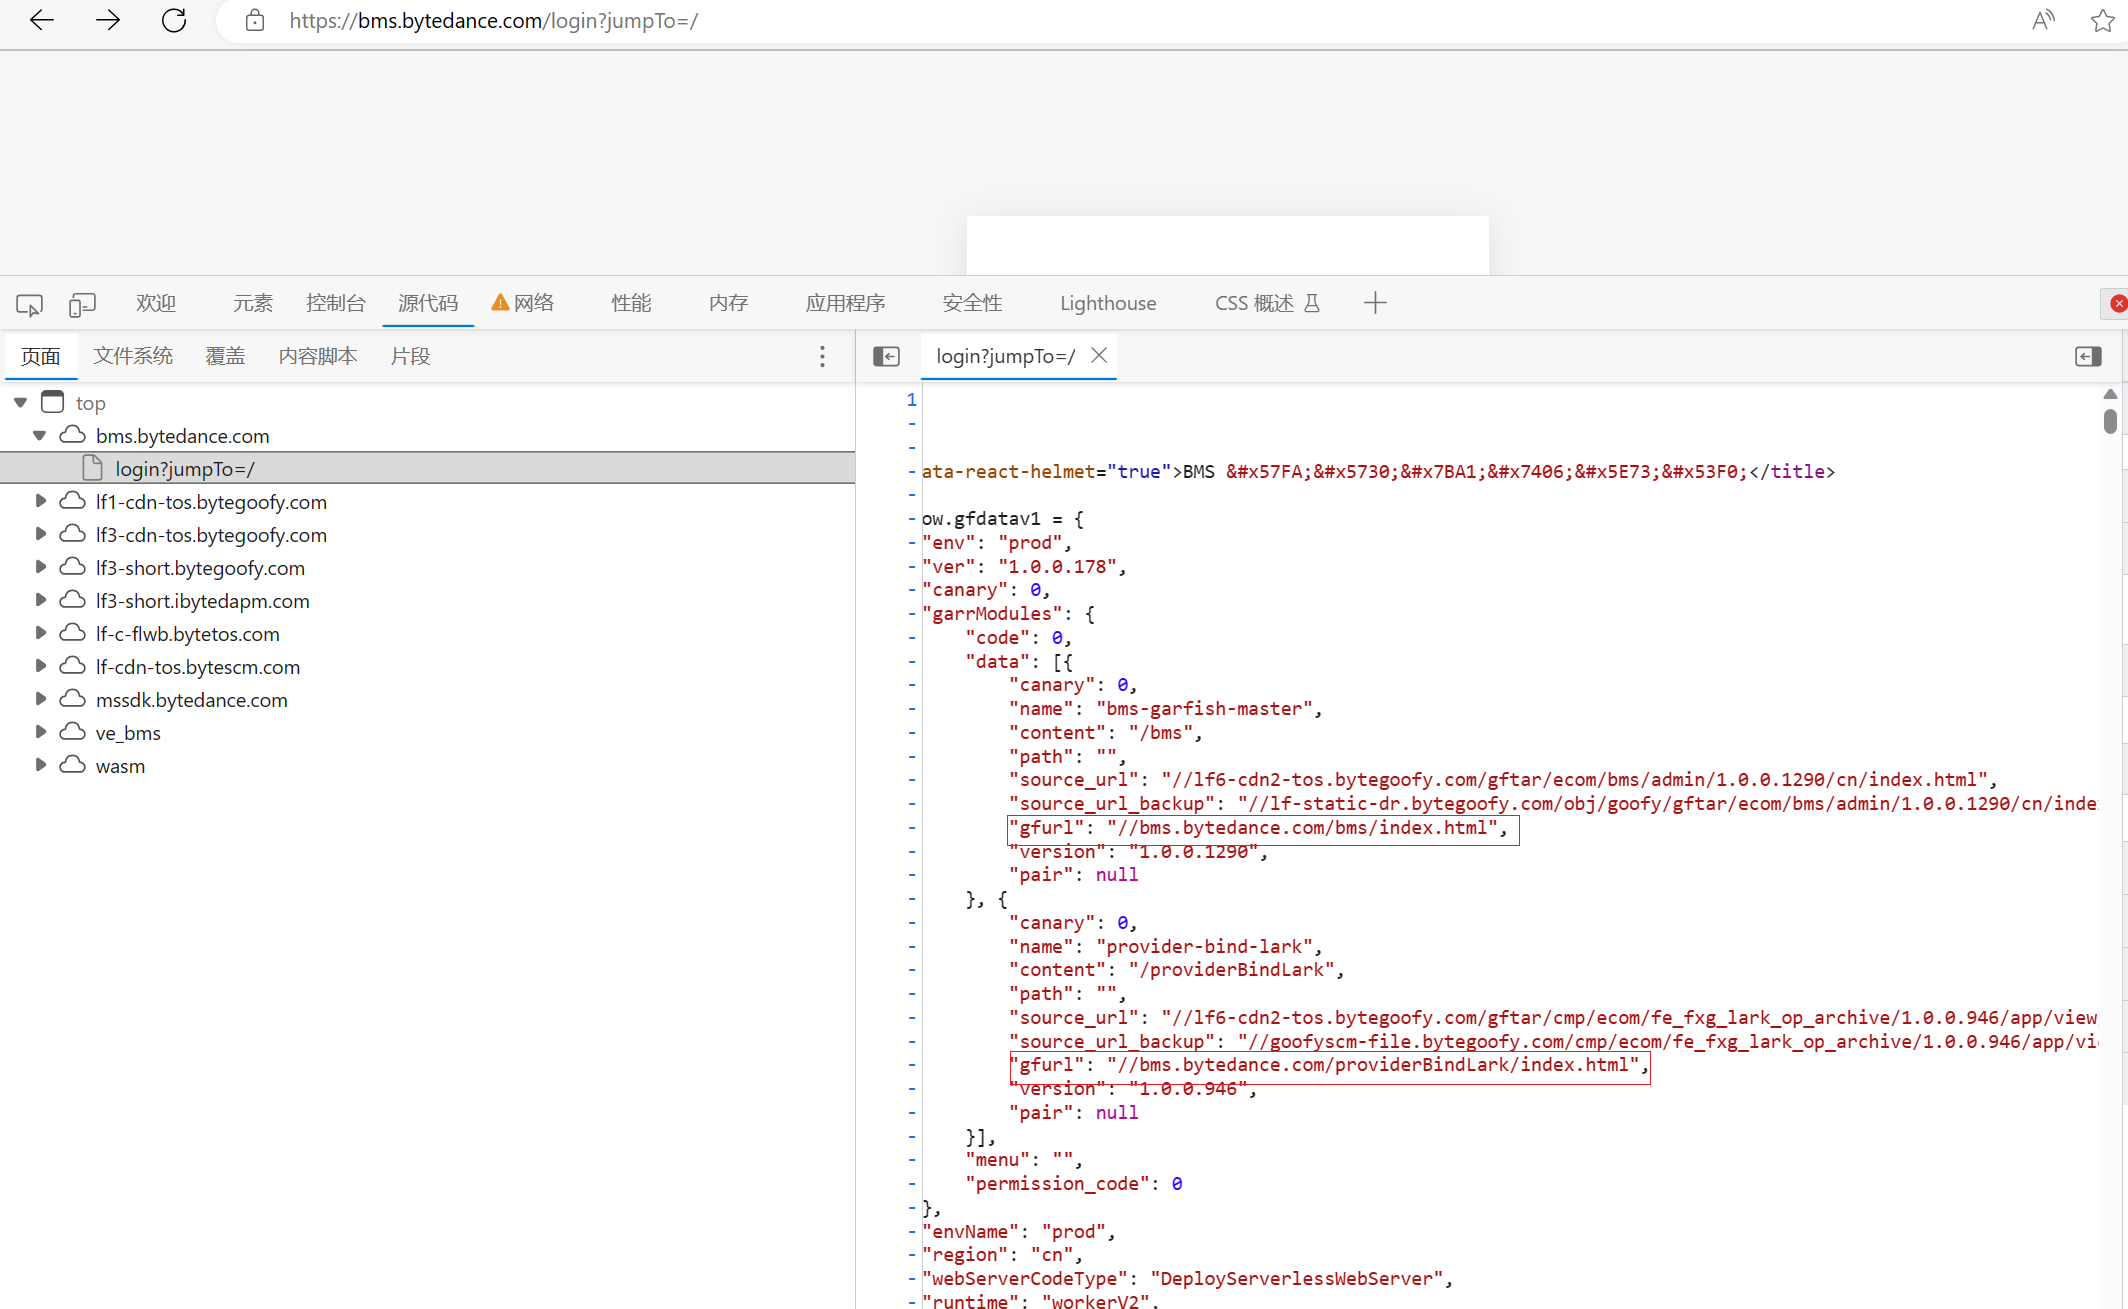 https://bms.bytedance.com/login?jumpTo=/
欢迎 元素 控制台 源代码 网络 性能 内存 应用程序 安全性 Lighthouse CSS 概述
页面 文件系统 覆盖 内容脚本 片段
login?jumpTo=/
top
bms.bytedance.com
login?jumpTo=/
lf1-cdn-tos.bytegoofy.com
lf3-cdn-tos.bytegoofy.com
lf3-short.bytegoofy.com
lf3-short.ibytedapm.com
lf-c-flwb.bytetos.com
lf-cdn-tos.bytescm.com
mssdk.bytedance.com
ve_bms
wasm
1
ata-react-helmet="true">BMS &#x57FA;&#x5730;&#x7BA1;&#x7406;&#x5E73;&#x53F0;</title>
ow.gfdatav1 = {
"env": "prod",
"ver": "1.0.0.178",
"canary": 0,
"garrModules": {
"code": 0,
"data": [{
"canary": 0,
"name": "bms-garfish-master",
"content": "/bms",
"path": "",
"source_url": "//lf6-cdn2-tos.bytegoofy.com/gftar/ecom/bms/admin/1.0.0.1290/cn/index.html",
"source_url_backup": "//lf-static-dr.bytegoofy.com/obj/goofy/gftar/ecom/bms/admin/1.0.0.1290/cn/inde
"gfurl": "//bms.bytedance.com/bms/index.html",
"version": "1.0.0.1290",
"pair": null
}, {
"canary": 0,
"name": "provider-bind-lark",
"content": "/providerBindLark",
"path": "",
"source_url": "//lf6-cdn2-tos.bytegoofy.com/gftar/cmp/ecom/fe_fxg_lark_op_archive/1.0.0.946/app/view
"source_url_backup": "//goofyscm-file.bytegoofy.com/cmp/ecom/fe_fxg_lark_op_archive/1.0.0.946/app/vi
"gfurl": "//bms.bytedance.com/providerBindLark/index.html",
"version": "1.0.0.946",
"pair": null
}],
"menu": "",
"permission_code": 0
},
"envName": "prod",
"region": "cn",
"webServerCodeType": "DeployServerlessWebServer",
"runtime": "workerV2",